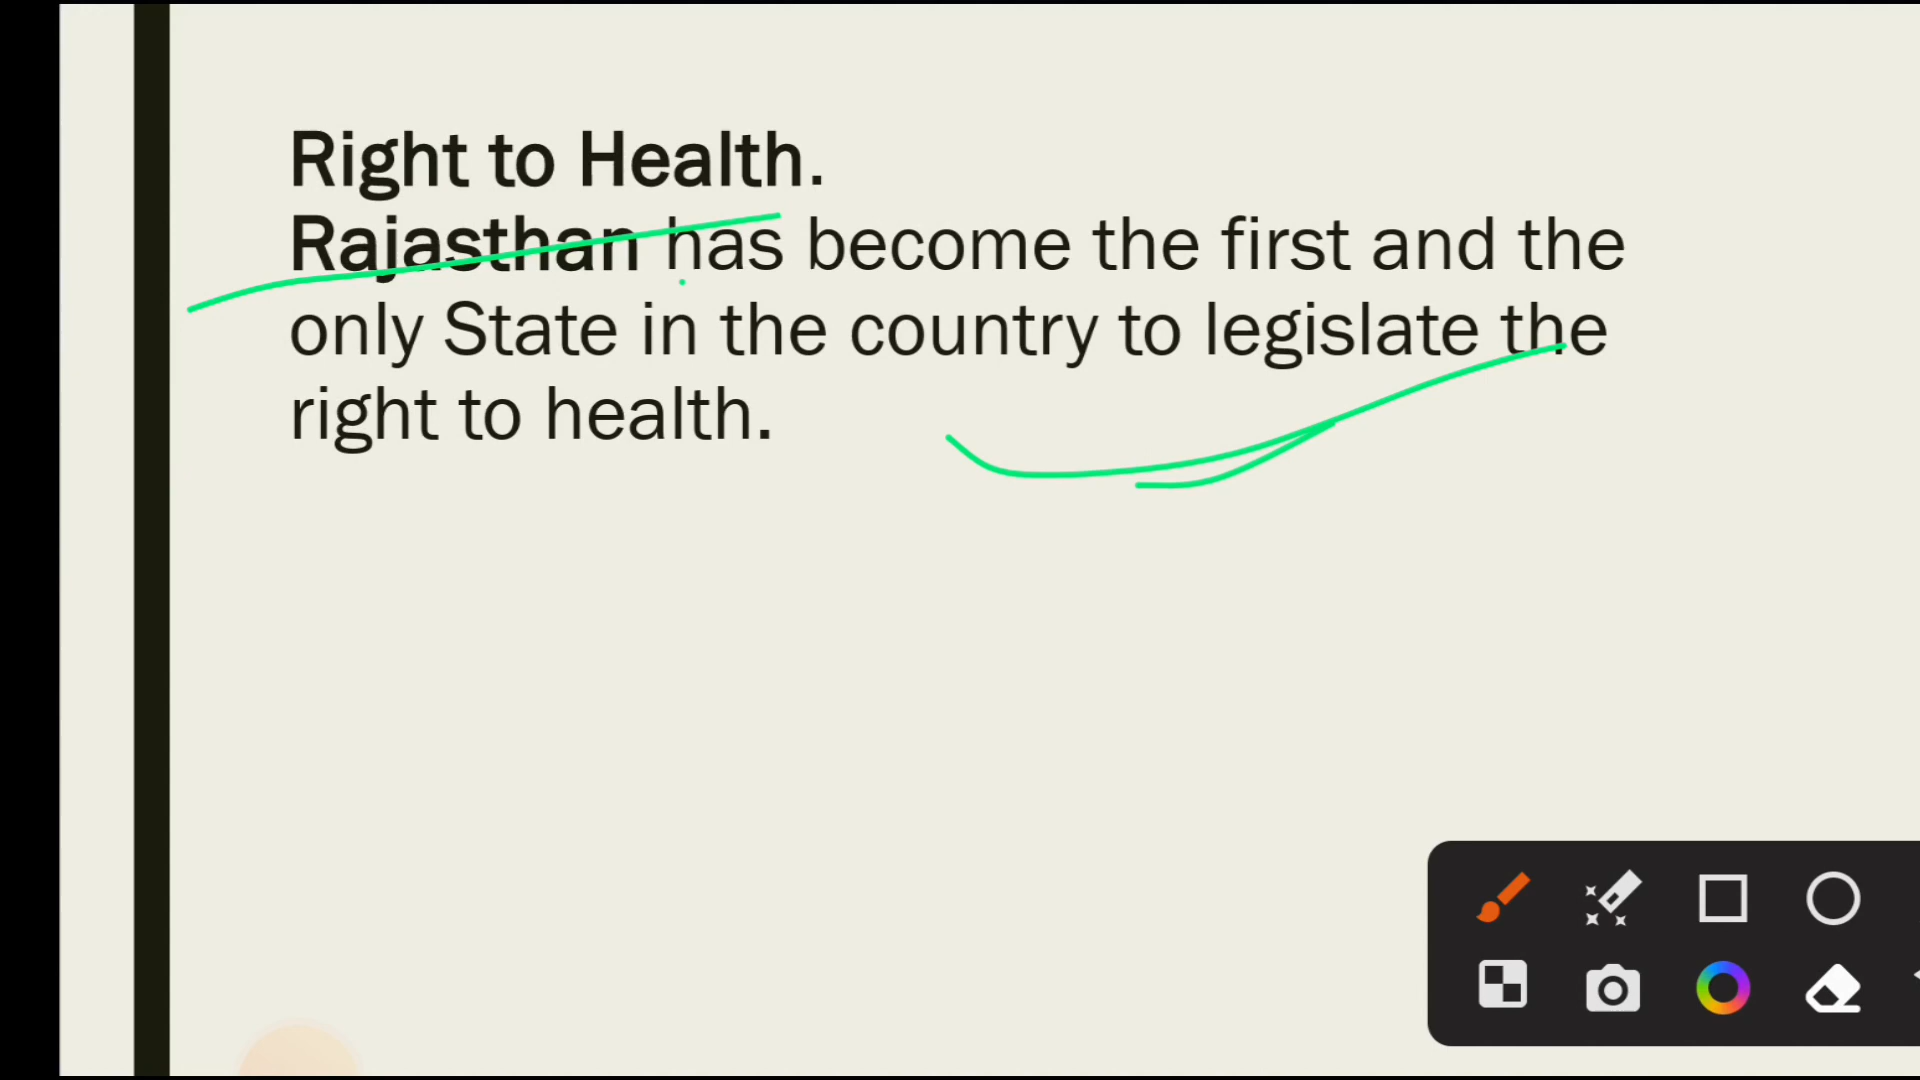 Right to Health.
Rajasthan has become the first and the
only State in the country to legislate the
right to health.